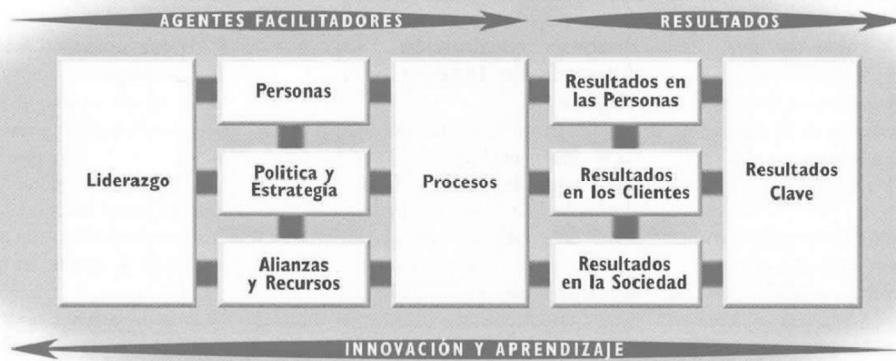 AGENTES FACILITADORES
RESULTADOS
Liderazgo
Personas
Política y
Estrategia
Alianzas
y Recursos
Procesos
Resultados en
las Personas
Resultados
en los Clientes
Resultados
en la Sociedad
Resultados
Clave
INNOVACIÓN Y APRENDIZAJE